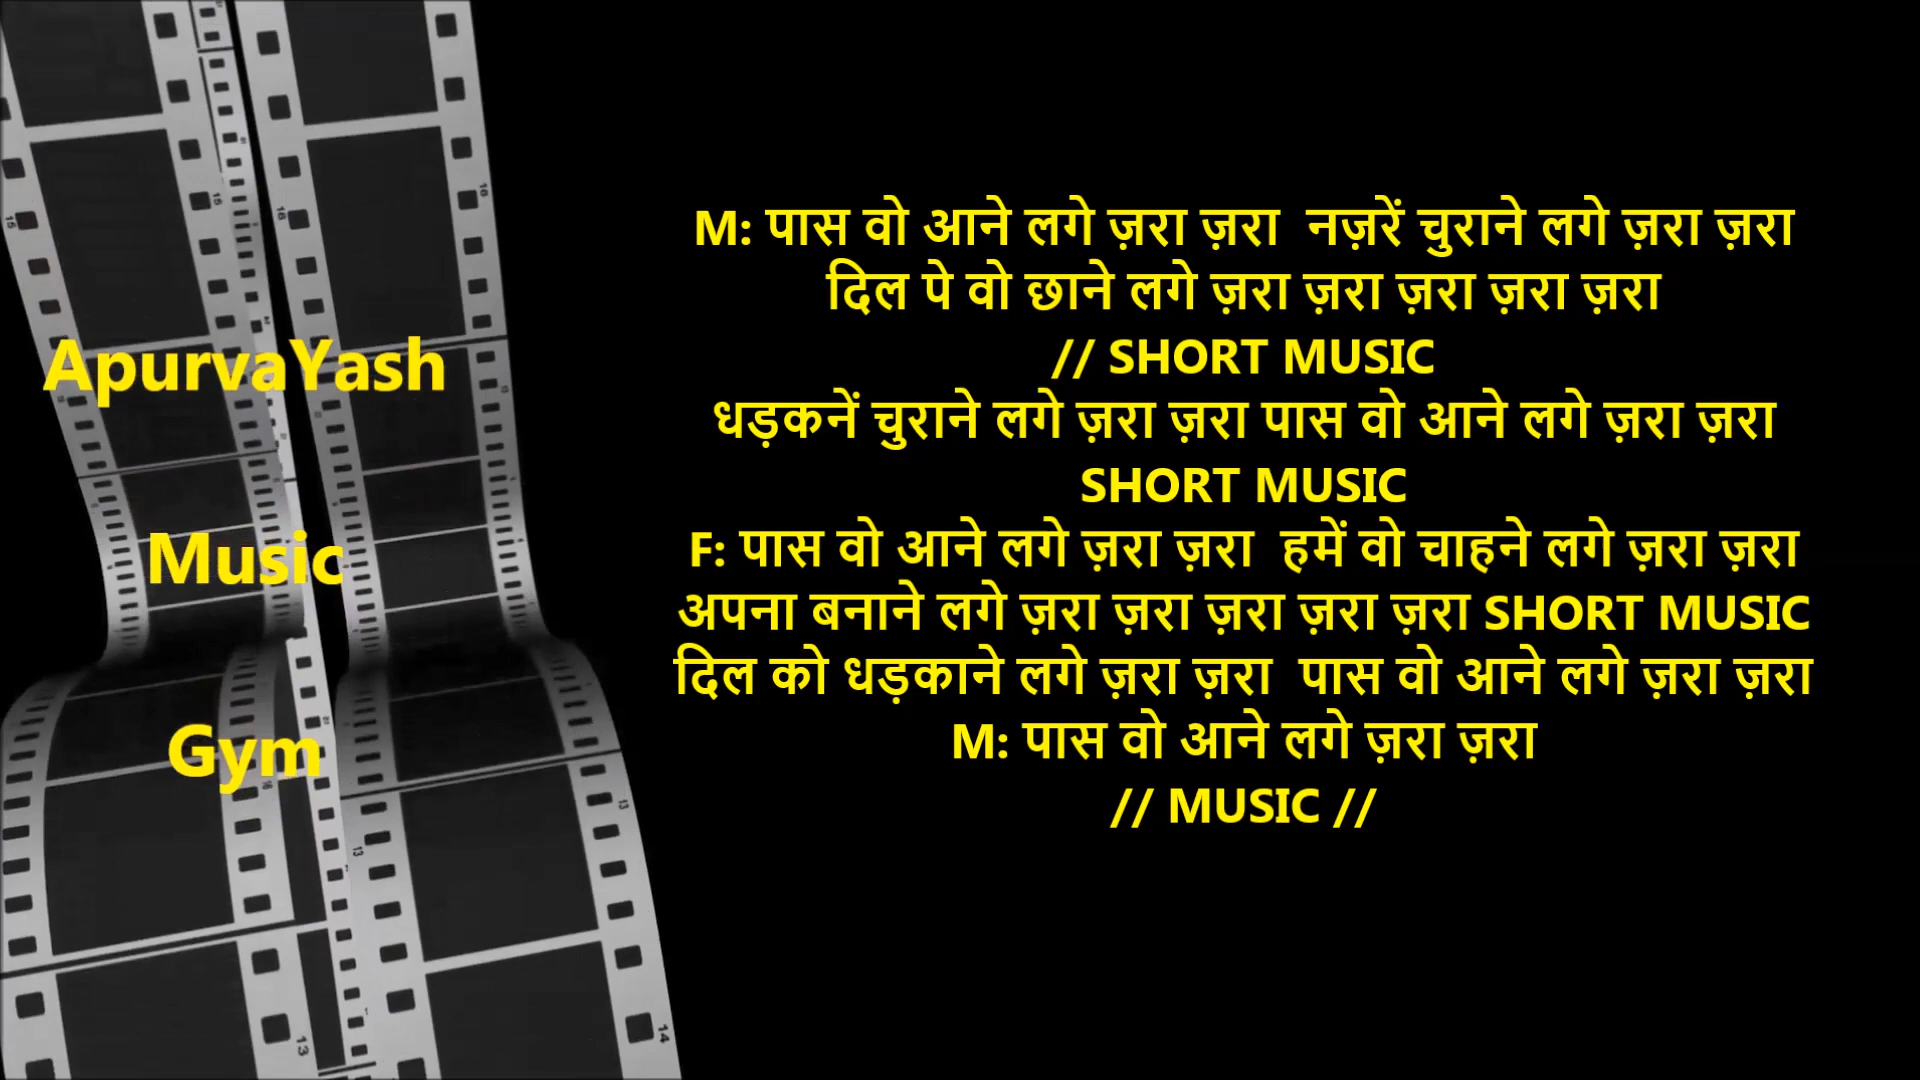 ApurvaYash
Music
Gym
M: पास वो आने लगे ज़रा ज़रा  नज़रें चुराने लगे ज़रा ज़रा
दिल पे वो छाने लगे ज़रा ज़रा ज़रा ज़रा ज़रा
// SHORT MUSIC
धड़कनें चुराने लगे ज़रा ज़रा पास वो आने लगे ज़रा ज़रा
SHORT MUSIC
F: पास वो आने लगे ज़रा ज़रा  हमें वो चाहने लगे ज़रा ज़रा
अपना बनाने लगे ज़रा ज़रा ज़रा ज़रा ज़रा SHORT MUSIC
दिल को धड़काने लगे ज़रा ज़रा  पास वो आने लगे ज़रा ज़रा
M: पास वो आने लगे ज़रा ज़रा
// MUSIC //